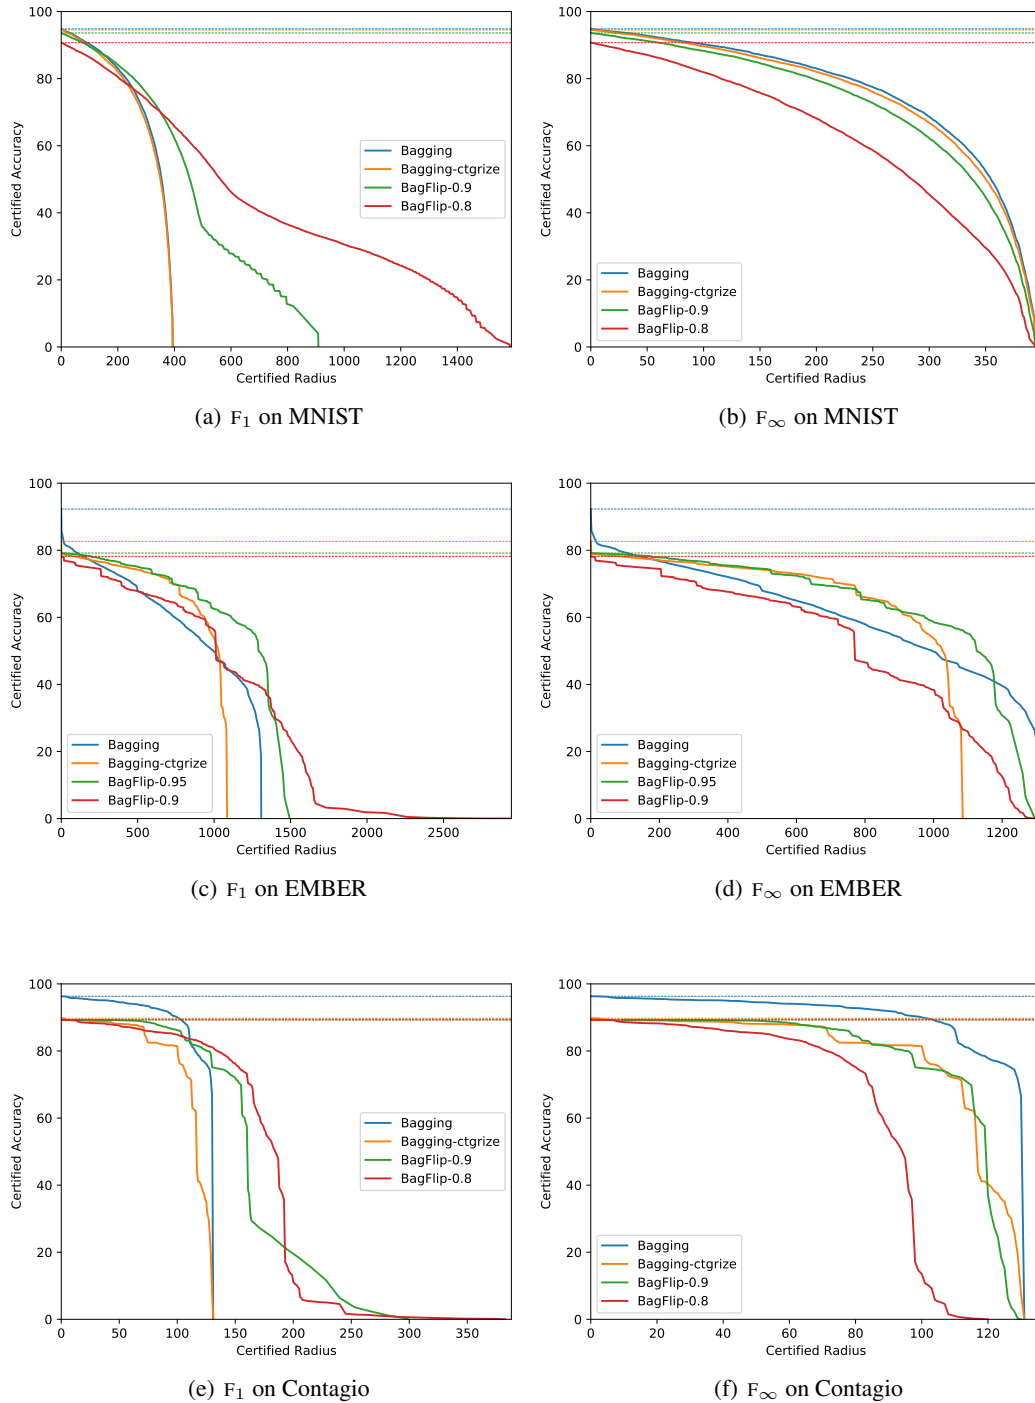 100
80
60
40
20
0
Certified Accuracy
Bagging
Bagging-ctgrize
BagFlip-0.9
BagFlip-0.8
0 200 400 600 800 1000 1200 1400
Certified Radius
(a) F₁ on MNIST
100
80
60
40
20
0
Certified Accuracy
Bagging
Bagging-ctgrize
BagFlip-0.9
BagFlip-0.8
0 50 100 150 200 250 300 350
Certified Radius
(b) F∞ on MNIST
100
80
60
40
20
0
Certified Accuracy
Bagging
Bagging-ctgrize
BagFlip-0.95
BagFlip-0.9
0 500 1000 1500 2000 2500
Certified Radius
(c) F₁ on EMBER
100
80
60
40
20
0
Certified Accuracy
Bagging
Bagging-ctgrize
BagFlip-0.95
BagFlip-0.9
0 200 400 600 800 1000 1200
Certified Radius
(d) F∞ on EMBER
100
80
60
40
20
0
Certified Accuracy
Bagging
Bagging-ctgrize
BagFlip-0.9
BagFlip-0.8
0 50 100 150 200 250 300 350
Certified Radius
(e) F₁ on Contagio
100
80
60
40
20
0
Certified Accuracy
Bagging
Bagging-ctgrize
BagFlip-0.9
BagFlip-0.8
0 20 40 60 80 100 120
Certified Radius
(f) F∞ on Contagio